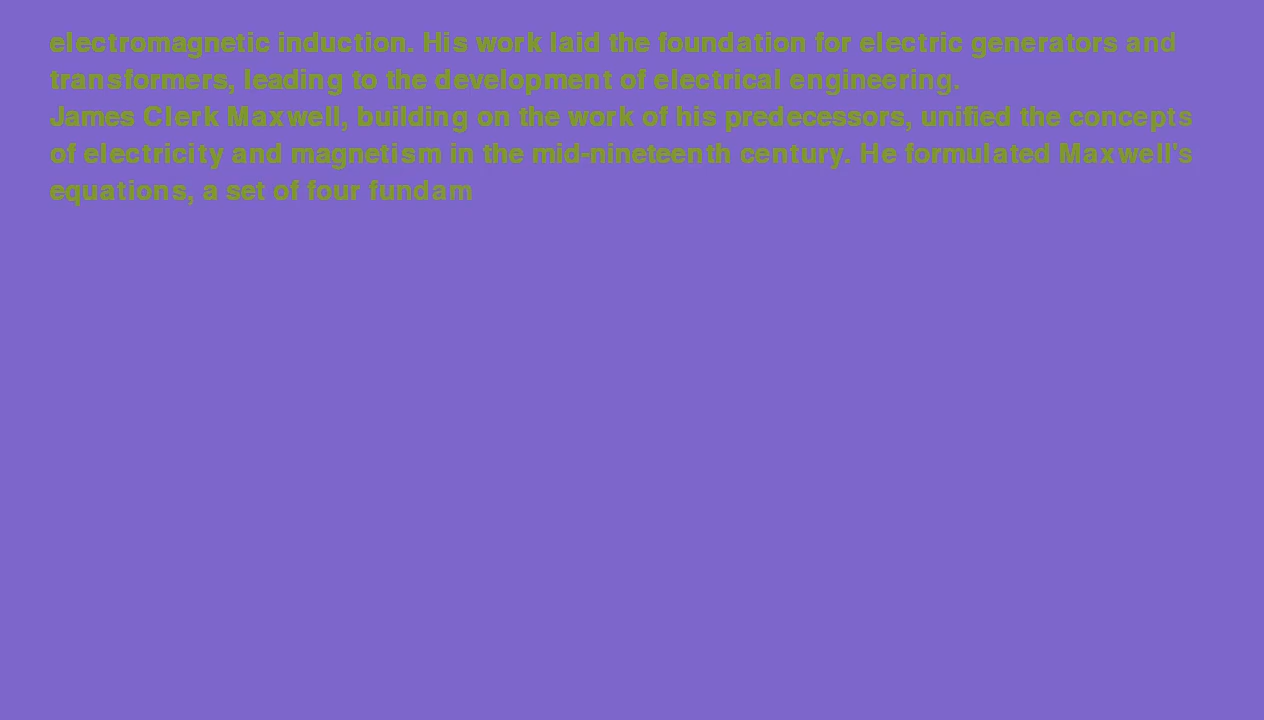 electromagnetic induction. His work laid the foundation for electric generators and
transformers, leading to the development of electrical engineering.
James Clerk Maxwell, building on the work of his predecessors, unified the concepts
of electricity and magnetism in the mid-nineteenth century. He formulated Maxwell's
equations, a set of four fundam